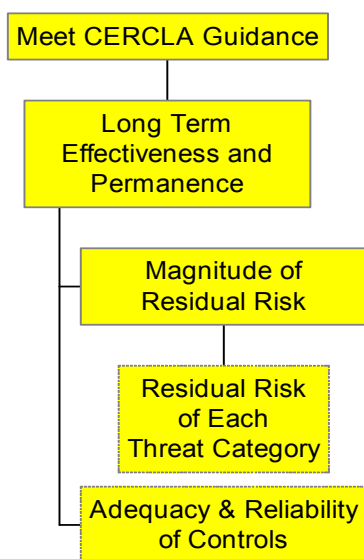 Meet CERCLA Guidance
Long Term
Effectiveness and
Permanence
Magnitude of
Residual Risk
Residual Risk
of Each
Threat Category
Adequacy & Reliability
of Controls